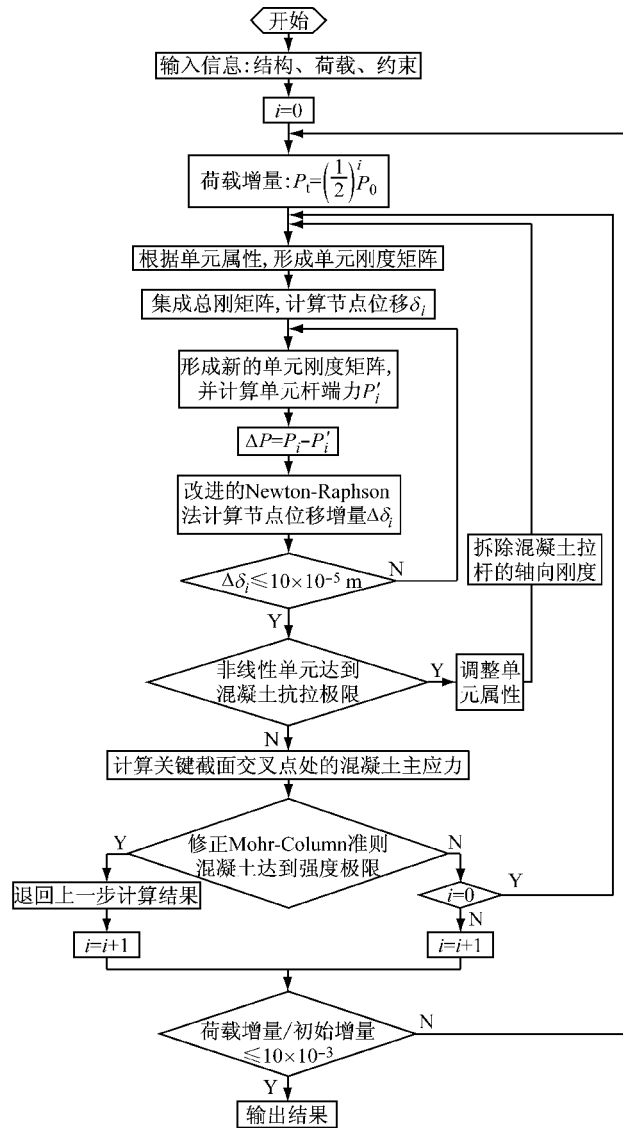 开始
输入信息:结构、荷载、约束
i=0
荷载增量:Pt=(1/2)^i P0
根据单元属性,形成单元刚度矩阵
集成总刚矩阵,计算节点位移δi
形成新的单元刚度矩阵,
并计算单元杆端力Pi′
ΔP=Pi−Pi′
改进的Newton-Raphson
法计算节点位移增量Δδi
拆除混凝土拉
杆的轴向刚度
Δδi≤10×10⁻⁵ m
N
Y
非线性单元达到
混凝土抗拉极限
Y
调整单
元属性
N
计算关键截面交叉点处的混凝土主应力
修正Mohr-Column准则
混凝土达到强度极限
Y
N
退回上一步计算结果
i=0
Y
N
i=i+1
i=i+1
荷载增量/初始增量
≤10×10⁻³
N
Y
输出结果